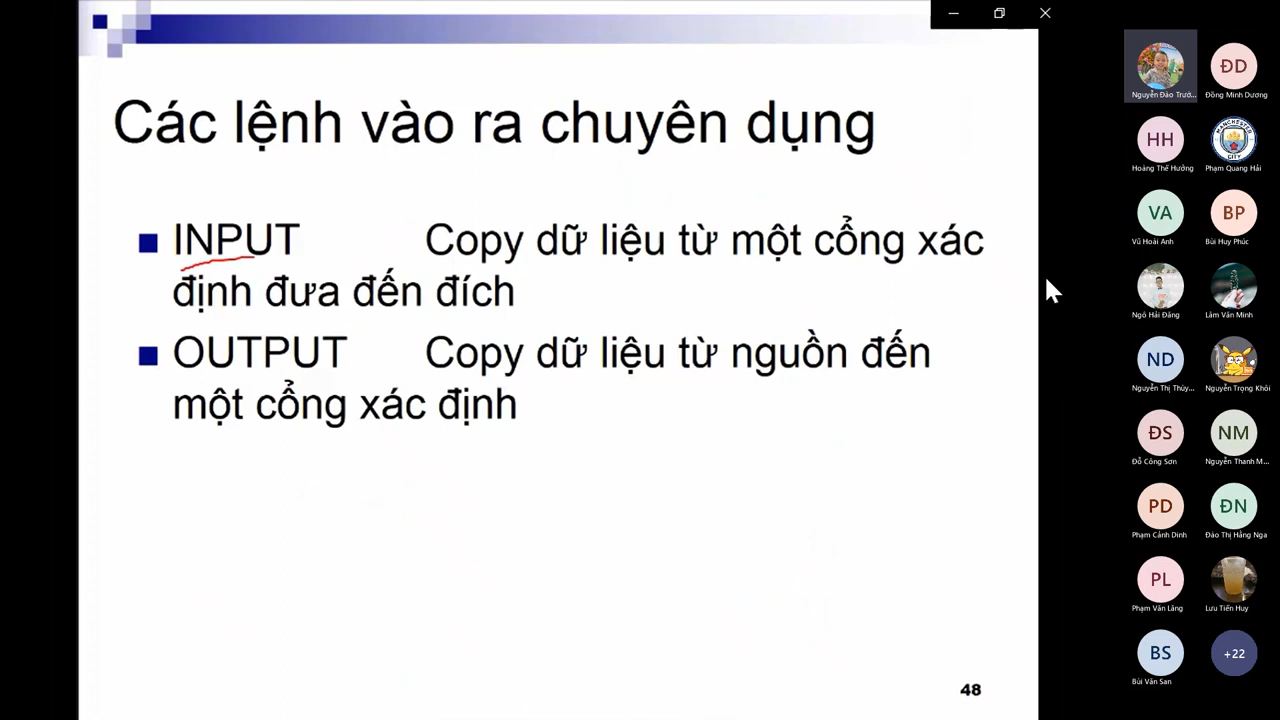 Các lệnh vào ra chuyên dụng
INPUT Copy dữ liệu từ một cổng xác
định đưa đến đích
OUTPUT Copy dữ liệu từ nguồn đến
một cổng xác định
48
Nguyễn Đào Trườ...
ĐD
Đồng Minh Dương
HH
Hoàng Thế Hưởng
MANCHESTER
CITY
Phạm Quang Hải
VA
Vũ Hoài Anh
BP
Bùi Huy Phúc
Ngô Hải Đăng
Lâm Văn Minh
ND
Nguyễn Thị Thùy...
Nguyễn Trọng Khôi
ĐS
Đỗ Công Sơn
NM
Nguyễn Thanh M...
PD
Phạm Cảnh Dinh
ĐN
Đào Thị Hằng Nga
PL
Phạm Văn Lăng
Lưu Tiến Huy
BS
Bùi Văn San
+22